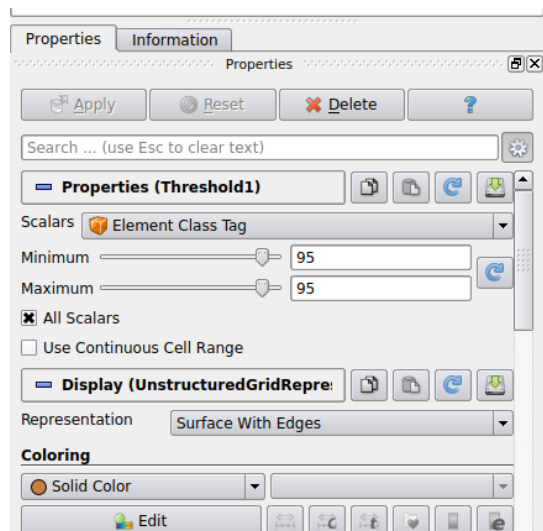 Properties Information
Properties
Apply Reset Delete ?
Search ... (use Esc to clear text)
Properties (Threshold1)
Scalars Element Class Tag
Minimum 95
Maximum 95
All Scalars
Use Continuous Cell Range
Display (UnstructuredGridRepre
Representation Surface With Edges
Coloring
Solid Color
Edit c t e